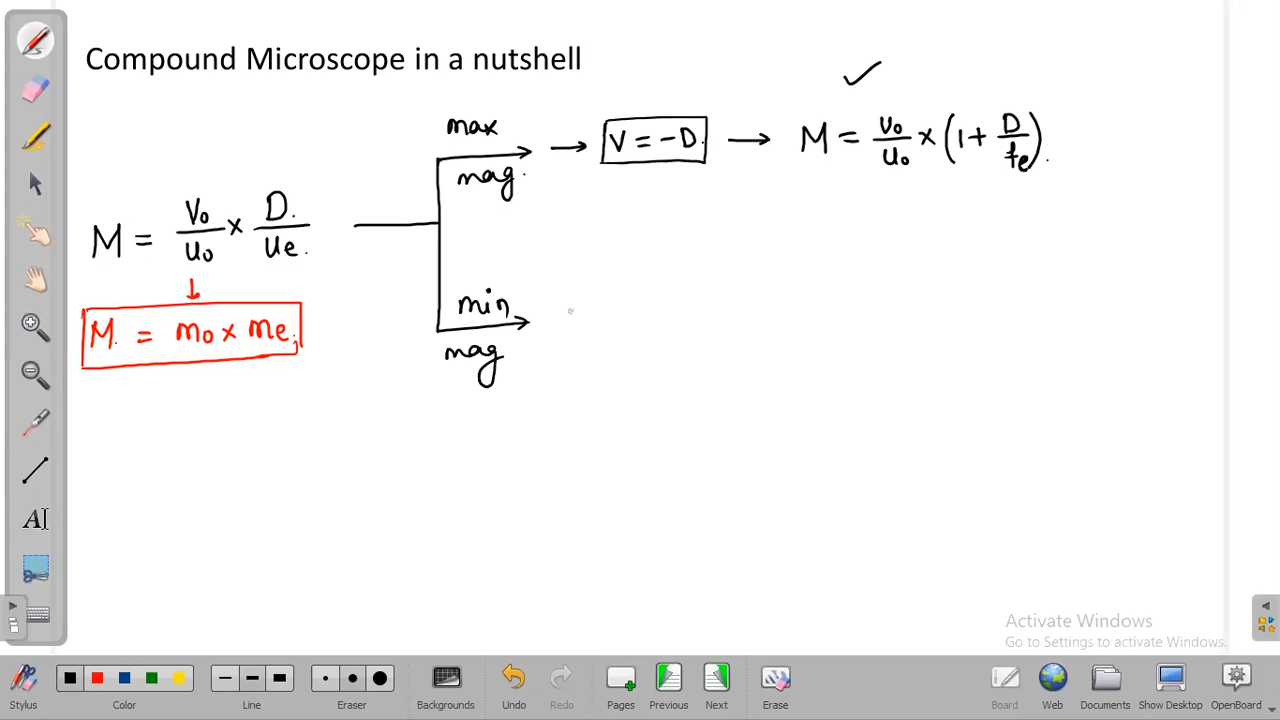 Compound Microscope in a nutshell
max
mag.
→ V = -D. → M = v₀/u₀ × (1 + D/fe).
M = v₀/u₀ × D./ue.
min
mag
↓
M. = m₀ × me;
AI
Activate Windows
Go to Settings to activate Windows.
Stylus Color Line Eraser Backgrounds Undo Redo Pages Previous Next Erase Board Web Documents Show Desktop OpenBoard